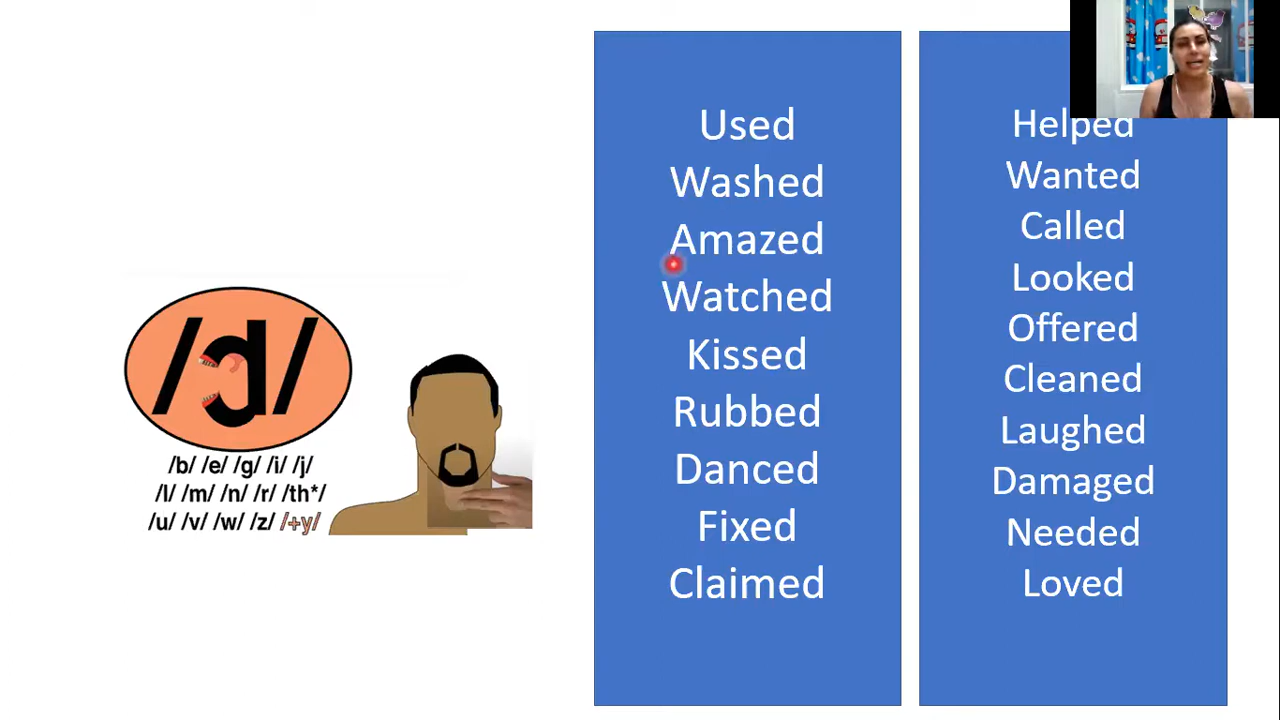 /d/
/b/ /e/ /g/ /i/ /j/
/l/ /m/ /n/ /r/ /th*/
/u/ /v/ /w/ /z/ /+y/
Used
Washed
Amazed
Watched
Kissed
Rubbed
Danced
Fixed
Claimed
Helped
Wanted
Called
Looked
Offered
Cleaned
Laughed
Damaged
Needed
Loved